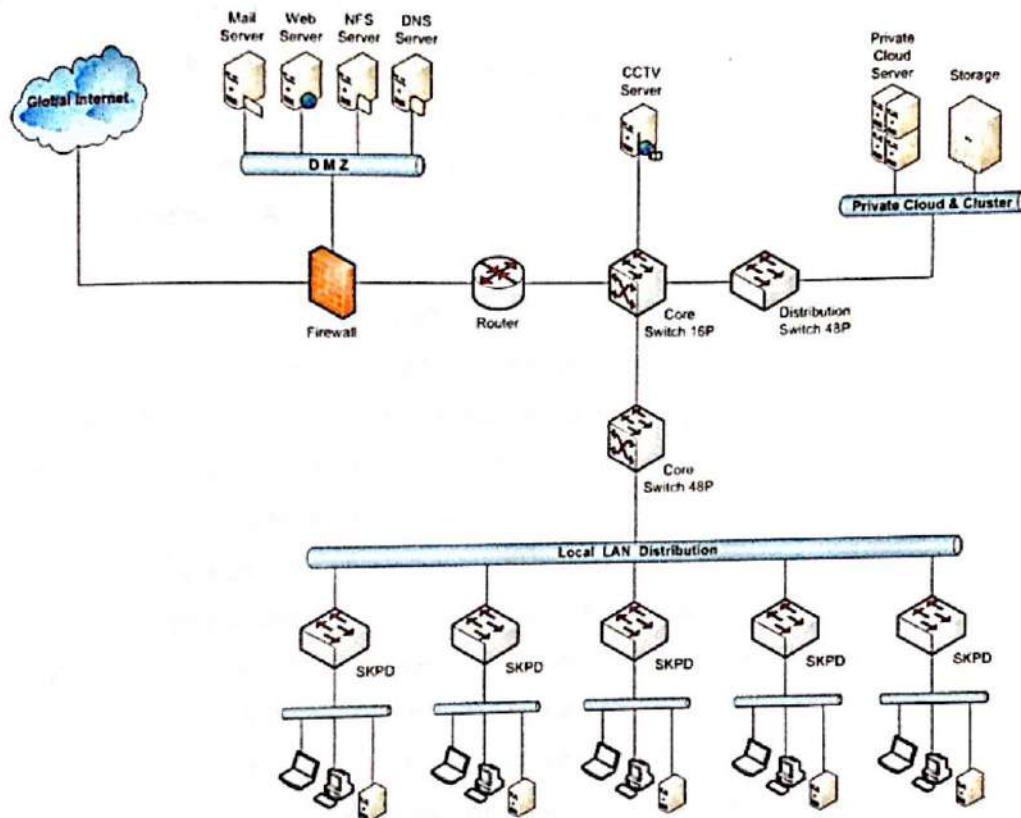 Mail
Server
Web
Server
NFS
Server
DNS
Server
Global Internet
DMZ
CCTV
Server
Private
Cloud
Server
Storage
Private Cloud & Cluster
Firewall
Router
Core
Switch 16P
Distribution
Switch 48P
Core
Switch 48P
Local LAN Distribution
SKPD
SKPD
SKPD
SKPD
SKPD